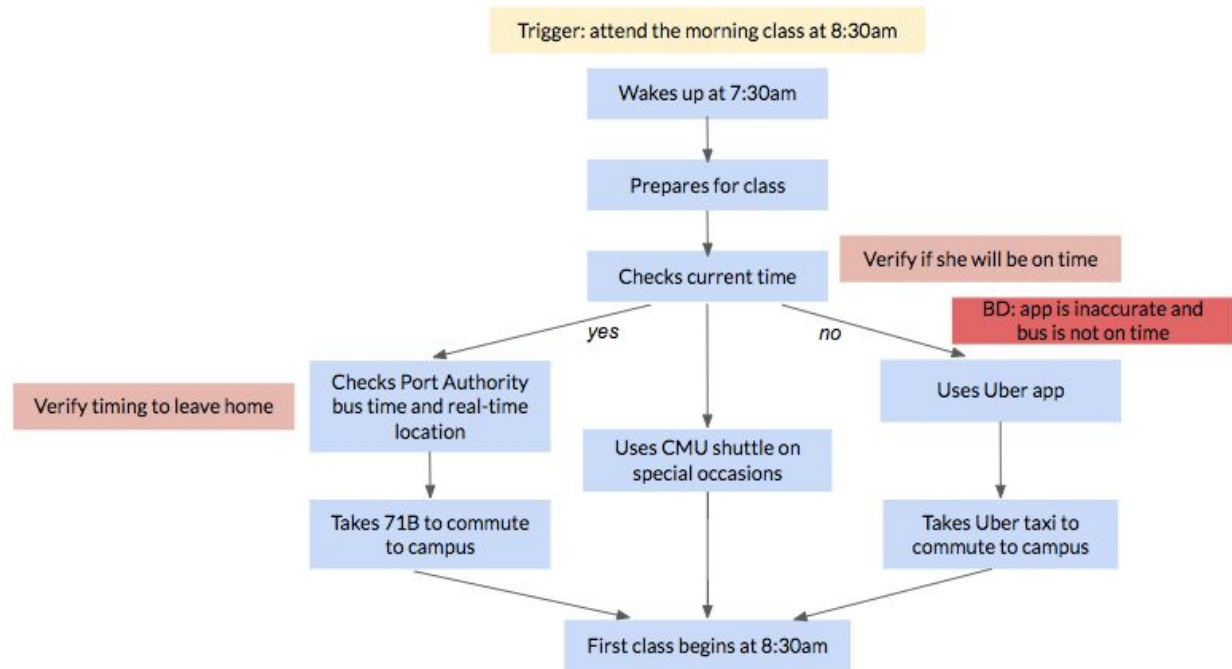 Trigger: attend the morning class at 8:30am
Wakes up at 7:30am
Prepares for class
Verify if she will be on time
Checks current time
BD: app is inaccurate and
bus is not on time
yes
no
Checks Port Authority
bus time and real-time
location
Verify timing to leave home
Uses Uber app
Uses CMU shuttle on
special occasions
Takes 71B to commute
to campus
Takes Uber taxi to
commute to campus
First class begins at 8:30am